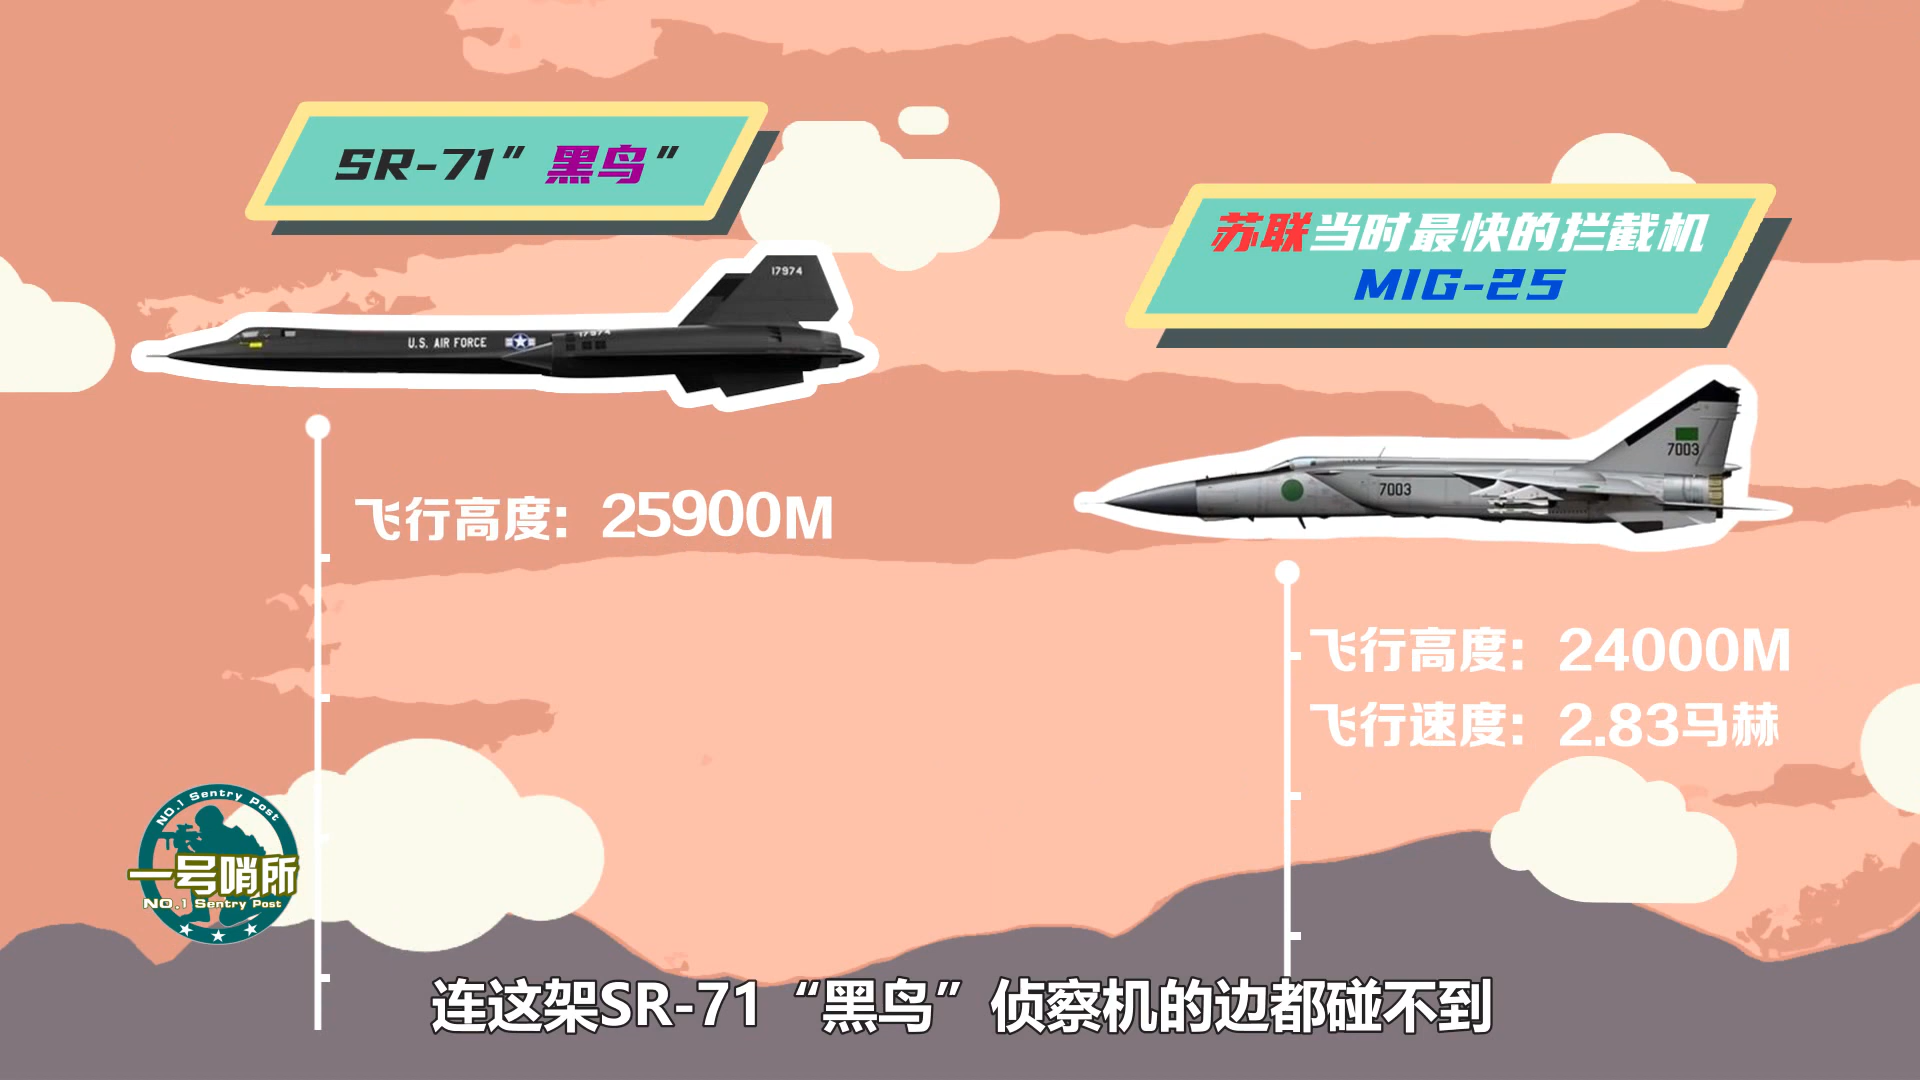 SR-71”黑鸟”
苏联当时最快的拦截机
MIG-25
17974
U.S. AIR FORCE
17974
7003
7003
飞行高度：25900M
飞行高度：24000M
飞行速度：2.83马赫
NO.1 Sentry Post
一号哨所
NO.1 Sentry Post
连这架SR-71“黑鸟”侦察机的边都碰不到